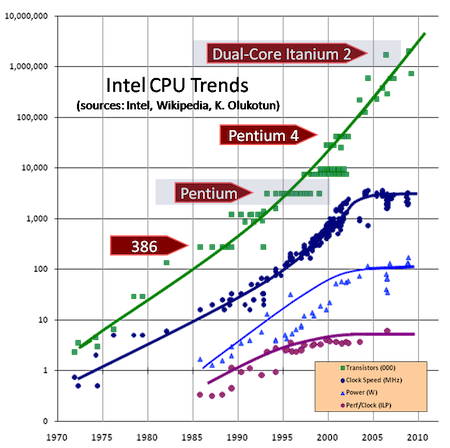 10,000,000
1,000,000
100,000
10,000
1,000
100
10
1
0
Dual-Core Itanium 2
Intel CPU Trends
(sources: Intel, Wikipedia, K. Olukotun)
Pentium 4
Pentium
386
Transistors (000)
Clock Speed (MHz)
Power (W)
Perf/Clock (ILP)
1970 1975 1980 1985 1990 1995 2000 2005 2010